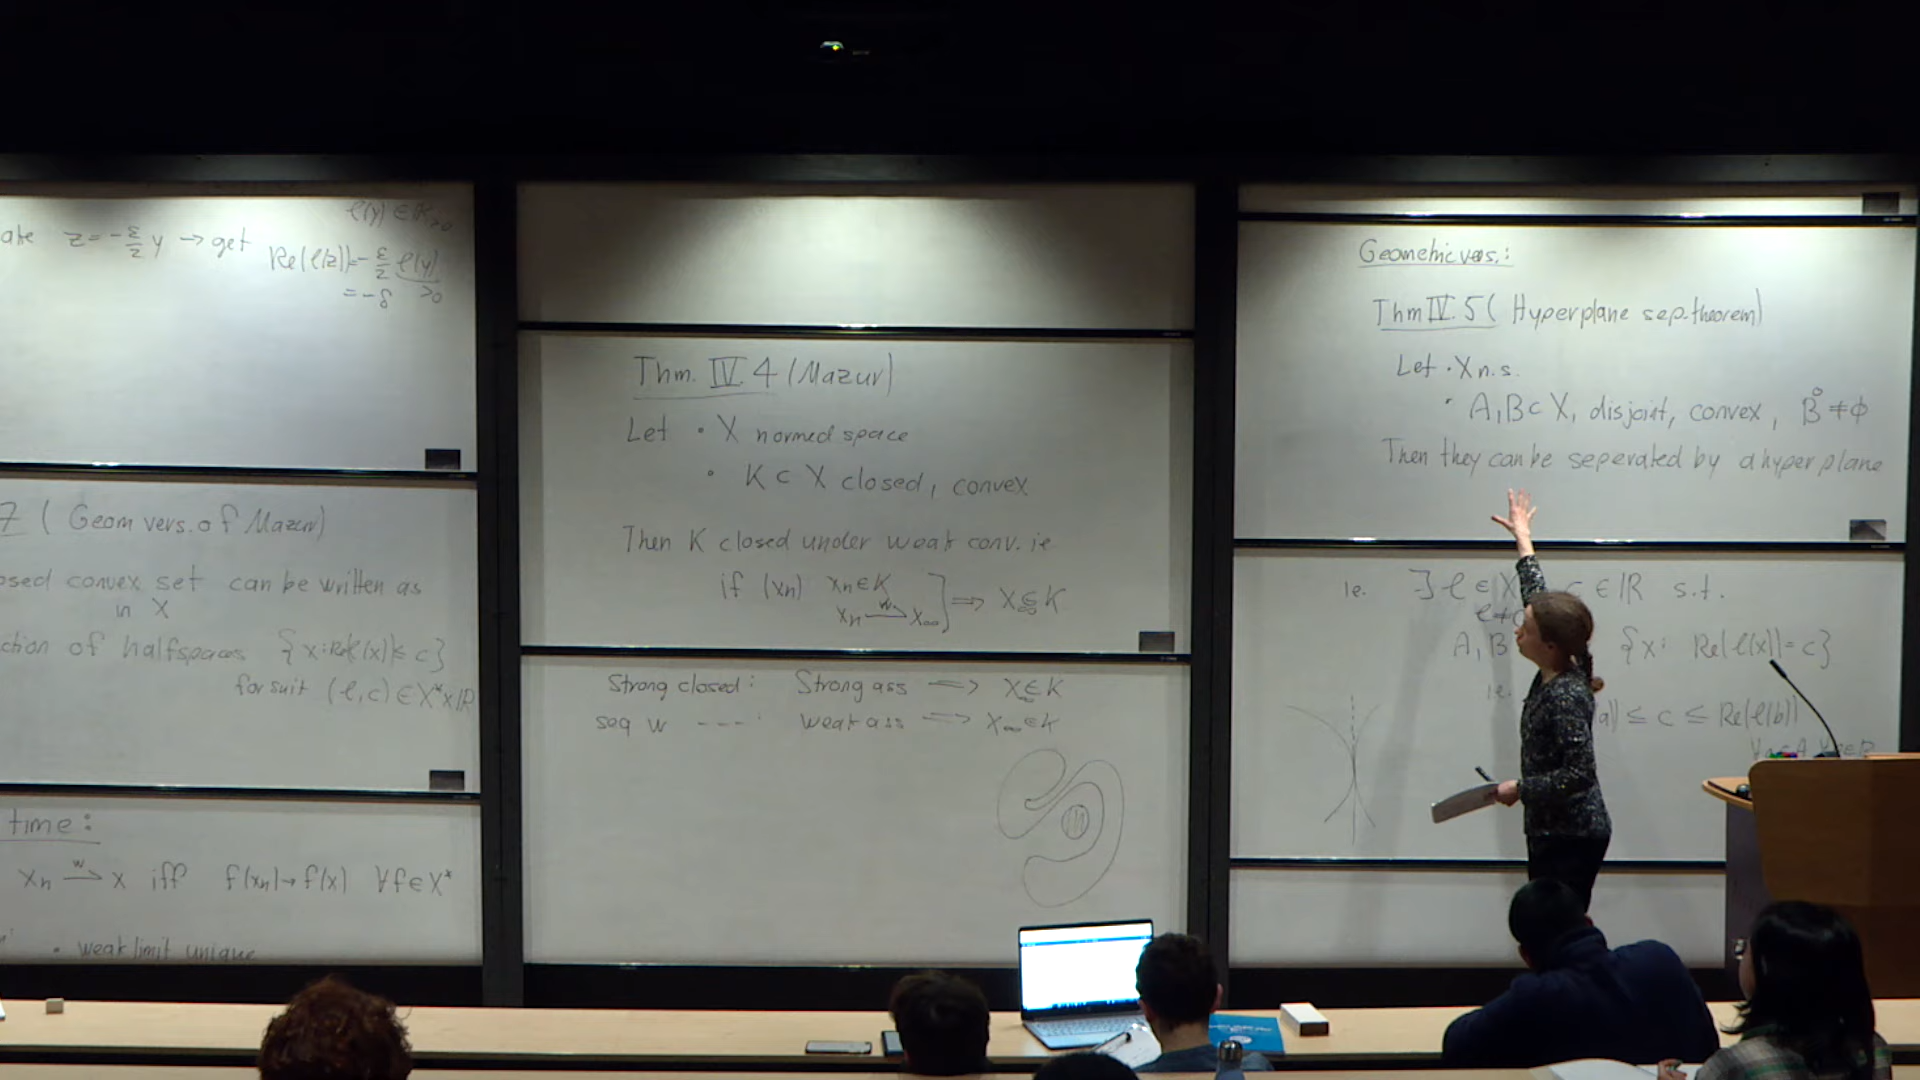 ate z = -ε/2 y → get
ℓ(y) ∈ ℝ>0
Re(ℓ(z)) = -ε/2 ℓ(y)
= -δ >0
7 ( Geom vers. of Mazur)
osed convex set can be written as
in X
ction of halfspaces { x : Re ℓ(x) ≤ c }
for suit (ℓ, c) ∈ X* x ℝ
time :
xn -w⇀ x iff f(xn) → f(x) ∀ f ∈ X*
• weak limit unique
Thm. IV. 4 (Mazur)
Let • X normed space
• K ⊂ X closed, convex
Then K closed under weak conv. ie
if (xn) xn ∈ K
xn -w⇀ x∞ ] ⟹ x∞ ∈ K
Strong closed : Strong ass ⟹ x∞ ∈ K
seq w ---- : weak ass ⟹ x∞ ∈ K
Geometric vers. :
Thm IV. 5 ( Hyperplane sep. theorem)
Let • X n.s.
• A, B ⊂ X, disjoint, convex, B° ≠ ∅
Then they can be seperated by a hyperplane
ie. ∃ ℓ ∈ X c ∈ ℝ s.t.
ℓ ≠ 0
A, B {x : Re(ℓ(x)) = c}
ie.
(a)) ≤ c ≤ Re(ℓ(b))
∀ a ∈ A ∀ b ∈ B